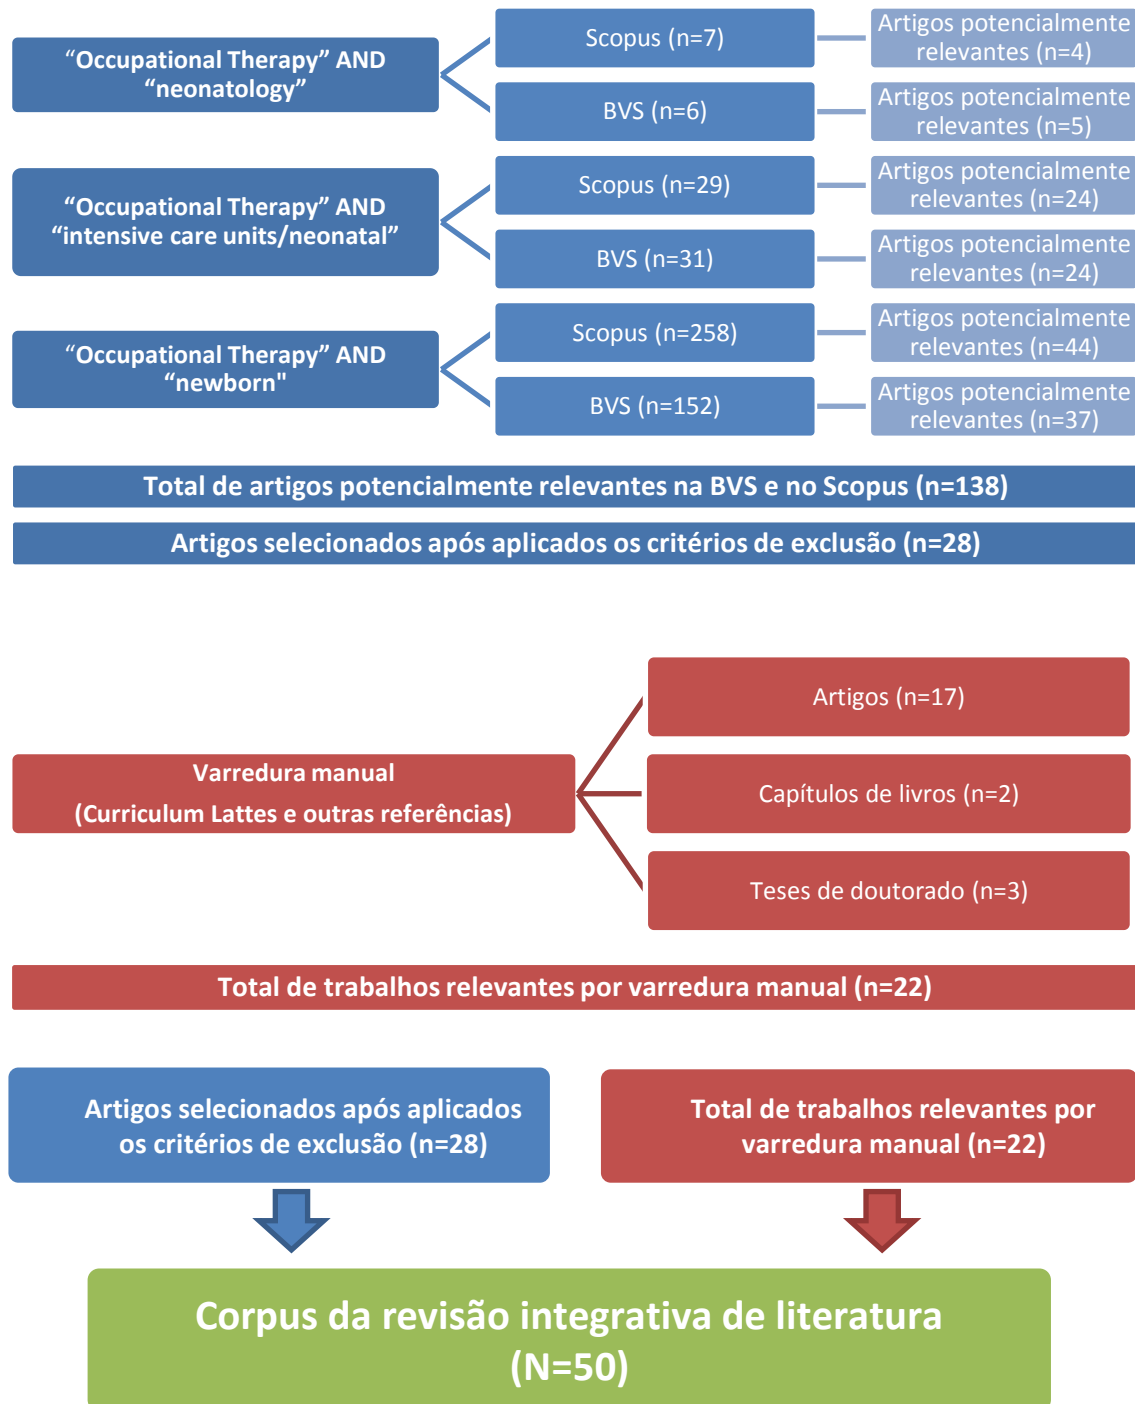 “Occupational Therapy” AND
“neonatology”
Scopus (n=7)
Artigos potencialmente
relevantes (n=4)
BVS (n=6)
Artigos potencialmente
relevantes (n=5)
“Occupational Therapy” AND
“intensive care units/neonatal”
Scopus (n=29)
Artigos potencialmente
relevantes (n=24)
BVS (n=31)
Artigos potencialmente
relevantes (n=24)
“Occupational Therapy” AND
“newborn"
Scopus (n=258)
Artigos potencialmente
relevantes (n=44)
BVS (n=152)
Artigos potencialmente
relevantes (n=37)
Total de artigos potencialmente relevantes na BVS e no Scopus (n=138)
Artigos selecionados após aplicados os critérios de exclusão (n=28)
Varredura manual
(Curriculum Lattes e outras referências)
Artigos (n=17)
Capítulos de livros (n=2)
Teses de doutorado (n=3)
Total de trabalhos relevantes por varredura manual (n=22)
Artigos selecionados após aplicados
os critérios de exclusão (n=28)
Total de trabalhos relevantes por
varredura manual (n=22)
Corpus da revisão integrativa de literatura
(N=50)